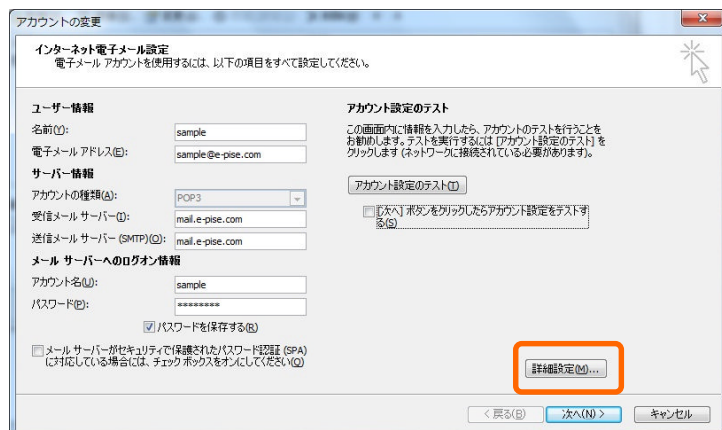 アカウントの変更
インターネット電子メール設定
電子メール アカウントを使用するには、以下の項目をすべて設定してください。
ユーザー情報
名前(Y):
sample
電子メール アドレス(E):
sample@e-pise.com
サーバー情報
アカウントの種類(A):
POP3
受信メール サーバー(I):
mail.e-pise.com
送信メール サーバー (SMTP)(O):
mail.e-pise.com
メール サーバーへのログオン情報
アカウント名(U):
sample
パスワード(P):
********
パスワードを保存する(R)
メール サーバーがセキュリティで保護されたパスワード認証 (SPA)
に対応している場合には、チェック ボックスをオンにしてください(Q)
アカウント設定のテスト
この画面内に情報を入力したら、アカウントのテストを行うことを
お勧めします。テストを実行するには [アカウント設定のテスト] を
クリックします (ネットワークに接続されている必要があります)。
アカウント設定のテスト(T)
[次へ] ボタンをクリックしたらアカウント設定をテストす
る(S)
詳細設定(M)...
< 戻る(B)
次へ(N) >
キャンセル